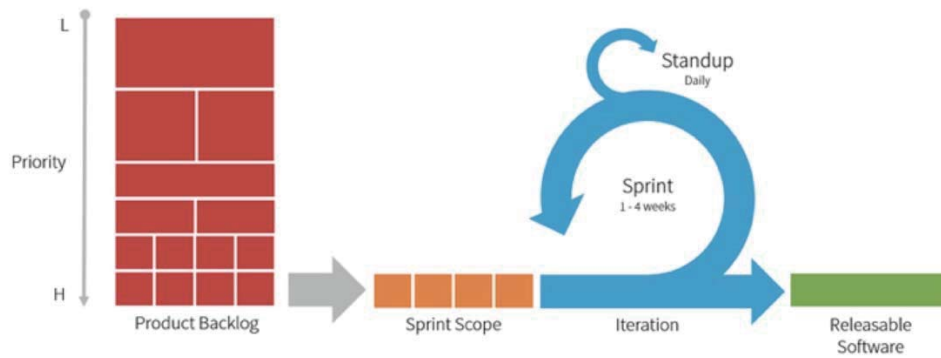 L
Priority
H
Product Backlog
Sprint Scope
Standup
Daily
Sprint
1 - 4 weeks
Iteration
Releasable
Software